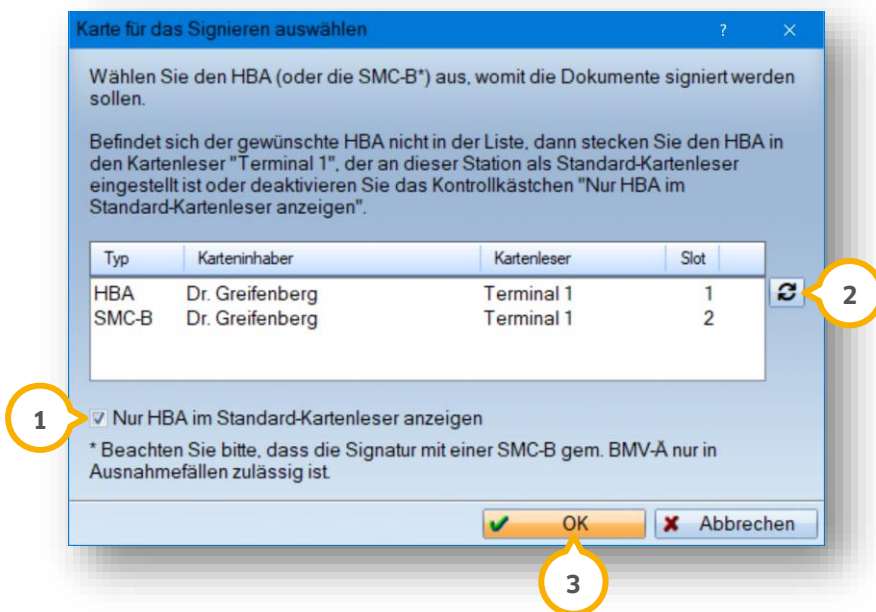 Karte für das Signieren auswählen ? ×
Wählen Sie den HBA (oder die SMC-B*) aus, womit die Dokumente signiert werden
sollen.
Befindet sich der gewünschte HBA nicht in der Liste, dann stecken Sie den HBA in
den Kartenleser "Terminal 1", der an dieser Station als Standard-Kartenleser
eingestellt ist oder deaktivieren Sie das Kontrollkästchen "Nur HBA im
Standard-Kartenleser anzeigen".
Typ Karteninhaber Kartenleser Slot
HBA Dr. Greifenberg Terminal 1 1
2
SMC-B Dr. Greifenberg Terminal 1 2
1
Nur HBA im Standard-Kartenleser anzeigen
* Beachten Sie bitte, dass die Signatur mit einer SMC-B gem. BMV-Ä nur in
Ausnahmefällen zulässig ist.
OK Abbrechen
3